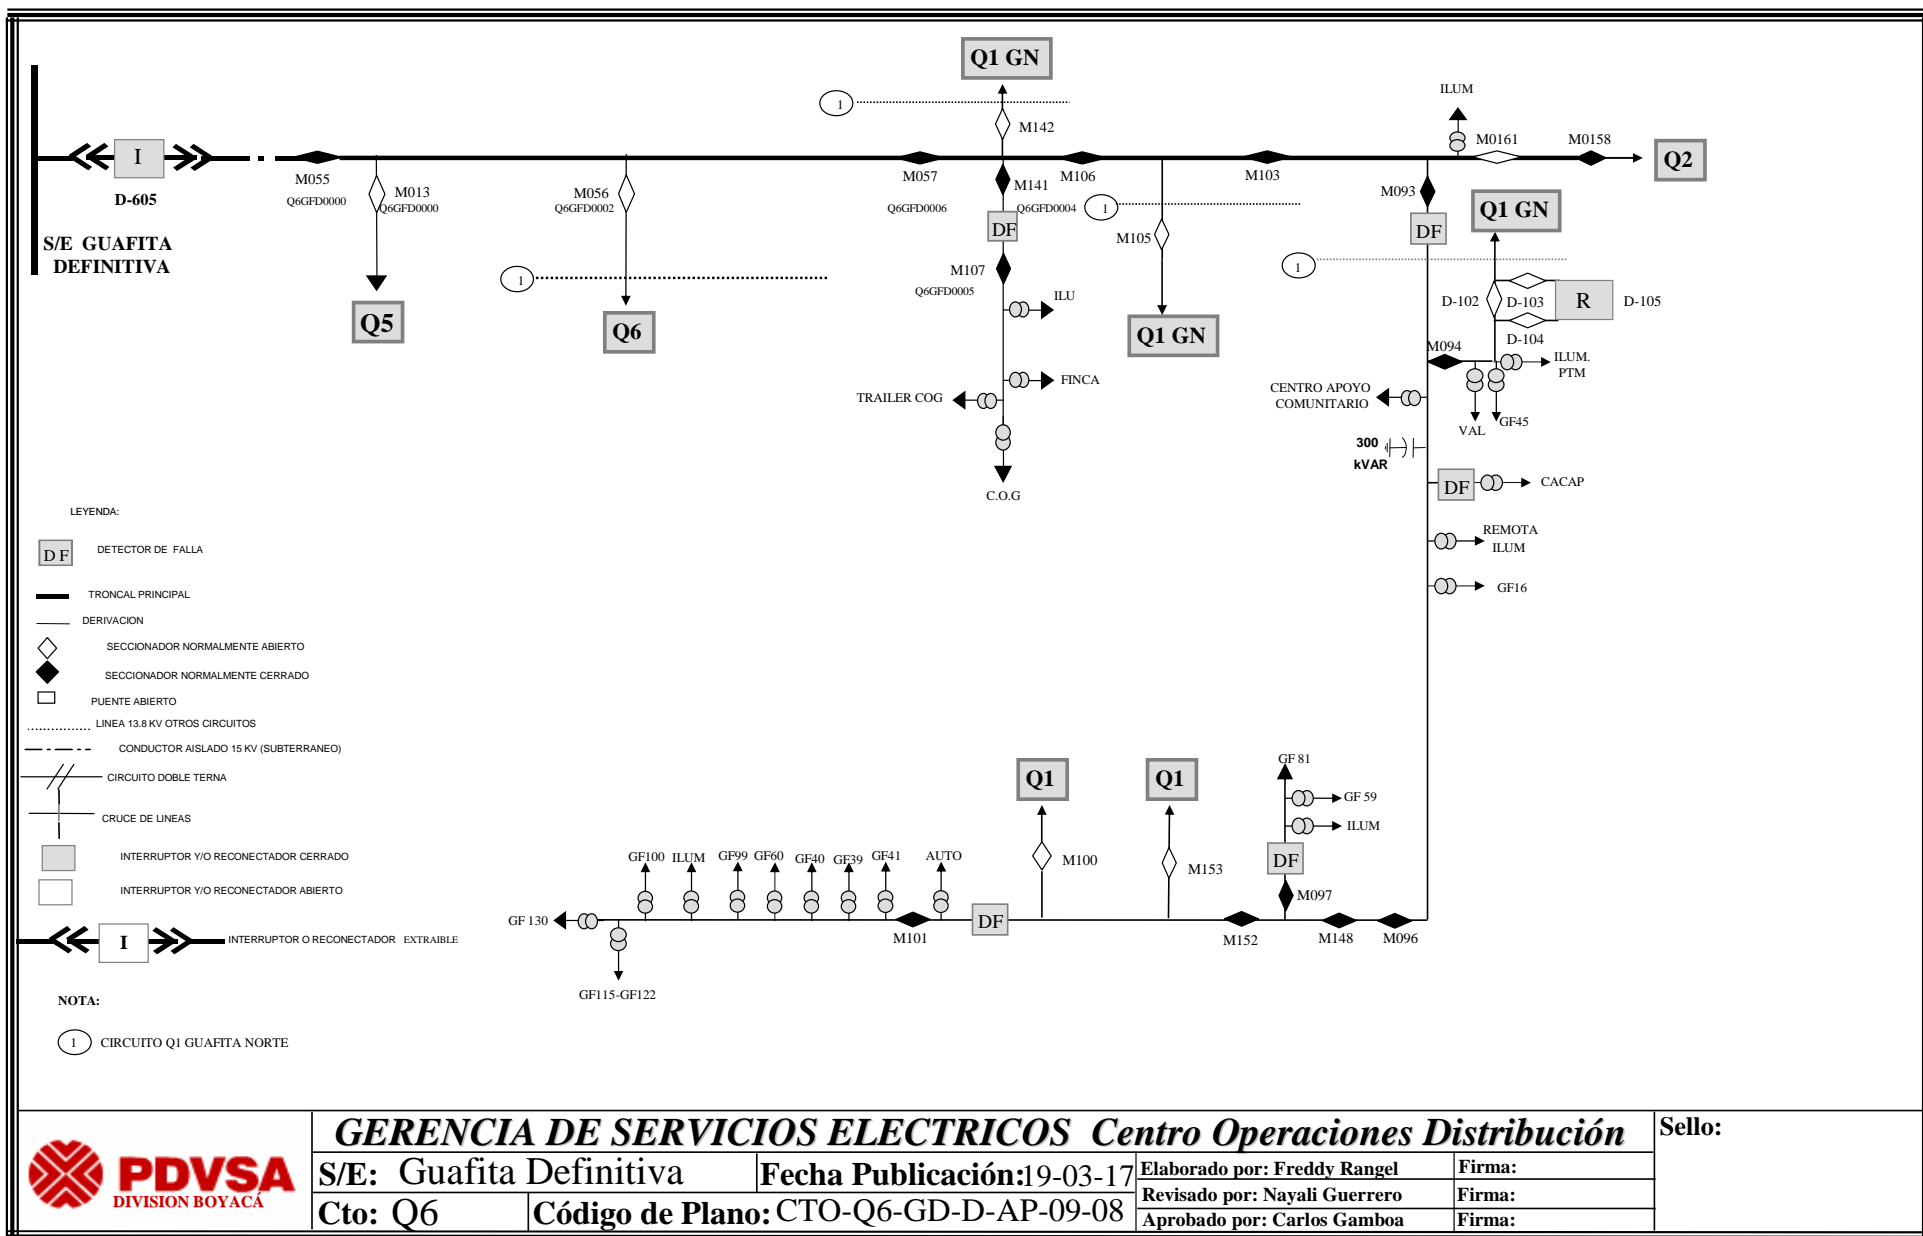 Q1 GN
1
M142
ILUM
M0161
M0158
Q2
I
D-605
S/E GUAFITA
DEFINITIVA
M055
Q6GFD0000
M013
Q6GFD0000
M056
Q6GFD0002
M057
Q6GFD0006
M141
Q6GFD0004
M106
M103
M093
1
M105
DF
DF
Q1 GN
1
1
M107
Q6GFD0005
ILU
Q5
Q6
Q1 GN
D-102
D-103
R
D-105
D-104
M094
ILUM.
PTM
FINCA
TRAILER COG
CENTRO APOYO
COMUNITARIO
VAL
GF45
300
kVAR
C.O.G
DF
CACAP
REMOTA
ILUM
GF16
LEYENDA:
D F
DETECTOR DE FALLA
TRONCAL PRINCIPAL
DERIVACION
SECCIONADOR NORMALMENTE ABIERTO
SECCIONADOR NORMALMENTE CERRADO
PUENTE ABIERTO
LINEA 13.8 KV OTROS CIRCUITOS
CONDUCTOR AISLADO 15 KV (SUBTERRANEO)
CIRCUITO DOBLE TERNA
CRUCE DE LINEAS
INTERRUPTOR Y/O RECONECTADOR CERRADO
INTERRUPTOR Y/O RECONECTADOR ABIERTO
I
INTERRUPTOR O RECONECTADOR EXTRAIBLE
Q1
Q1
GF 81
GF 59
ILUM
DF
M097
M100
M153
GF100 ILUM GF99 GF60 GF40 GF39 GF41 AUTO
GF 130
M101
DF
M152
M148
M096
GF115-GF122
NOTA:
1 CIRCUITO Q1 GUAFITA NORTE
PDVSA
DIVISION BOYACÁ
GERENCIA DE SERVICIOS ELECTRICOS Centro Operaciones Distribución
S/E: Guafita Definitiva
Fecha Publicación:19-03-17
Cto: Q6
Código de Plano: CTO-Q6-GD-D-AP-09-08
Elaborado por: Freddy Rangel
Firma:
Revisado por: Nayali Guerrero
Firma:
Aprobado por: Carlos Gamboa
Firma:
Sello: